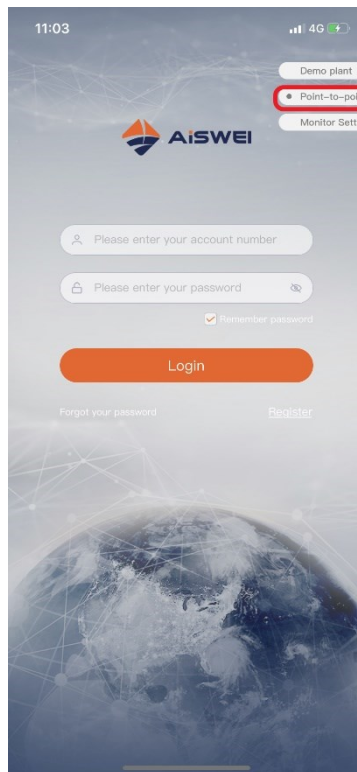 11:03
4G
Demo plant
Point-to-poi
Monitor Sett
AISWEI
Please enter your account number
Please enter your password
Remember password
Login
Forgot your password
Register